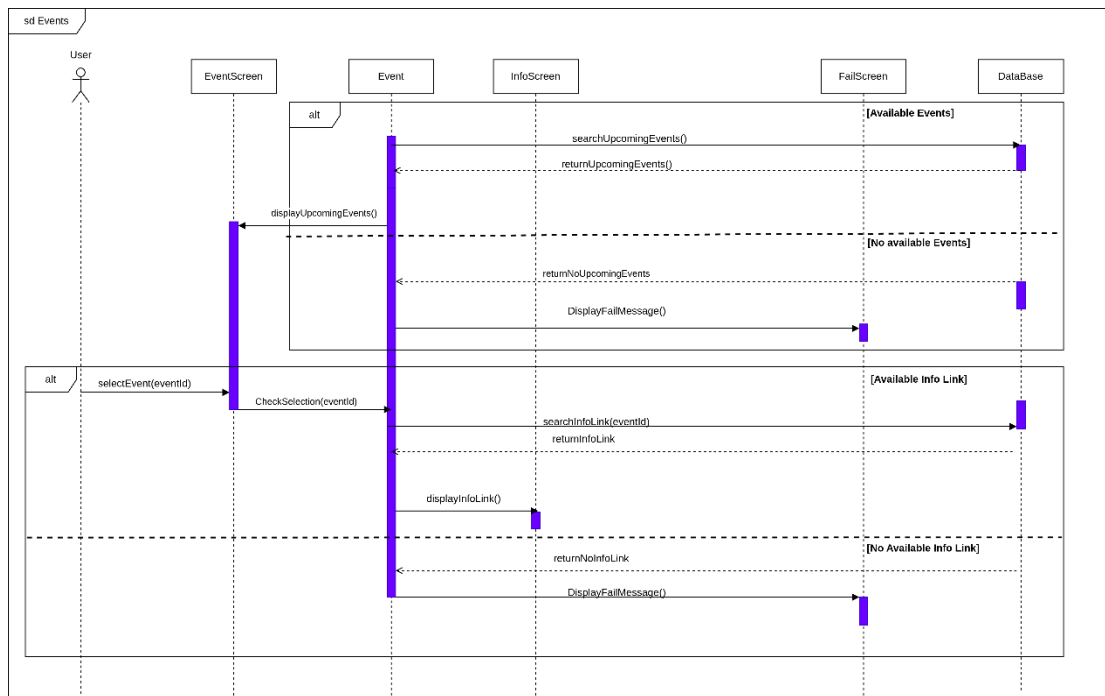 sd Events
User
EventScreen
Event
InfoScreen
FailScreen
DataBase
alt
[Available Events]
searchUpcomingEvents()
returnUpcomingEvents()
displayUpcomingEvents()
[No available Events]
returnNoUpcomingEvents
DisplayFailMessage()
alt
[Available Info Link]
selectEvent(eventId)
CheckSelection(eventId)
searchInfoLink(eventId)
returnInfoLink
displayInfoLink()
[No Available Info Link]
returnNoInfoLink
DisplayFailMessage()